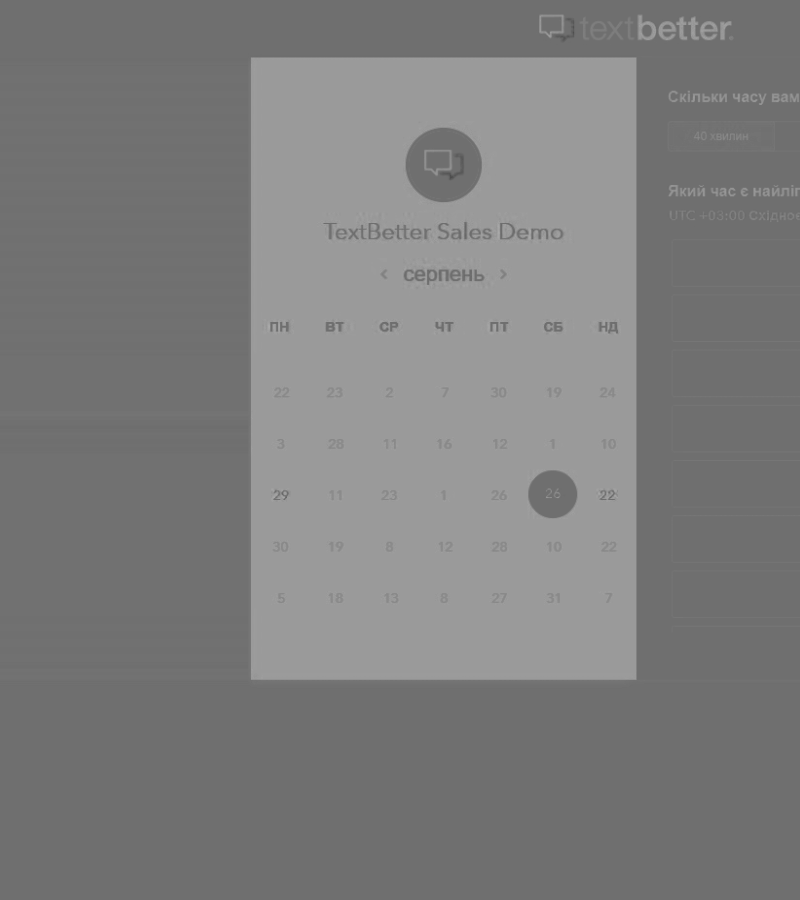 textbetter.
TextBetter Sales Demo
серпень
ПН ВТ СР ЧТ ПТ СБ НД
22 23 2 7 30 19 24
3 28 11 16 12 1 10
29 11 23 1 26 26 22
30 19 8 12 28 10 22
5 18 13 8 27 31 7
Скільки часу вам
40 хвилин
Який час є
UTC +03:00